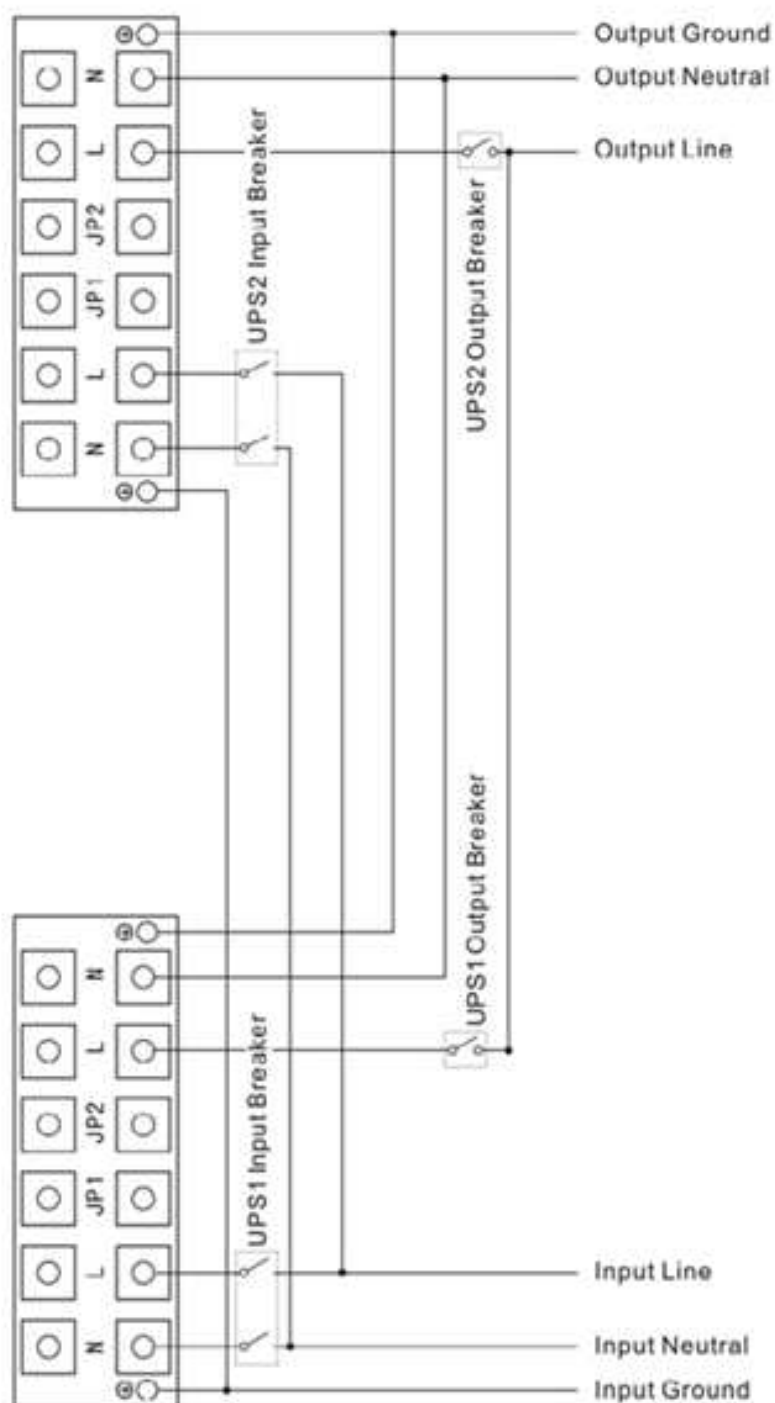 Output Ground
N
Output Neutral
L
Output Line
JP2
JP1
L
N
UPS2 Input Breaker
UPS2 Output Breaker
N
L
JP2
JP1
L
N
UPS1 Input Breaker
UPS1 Output Breaker
Input Line
Input Neutral
Input Ground